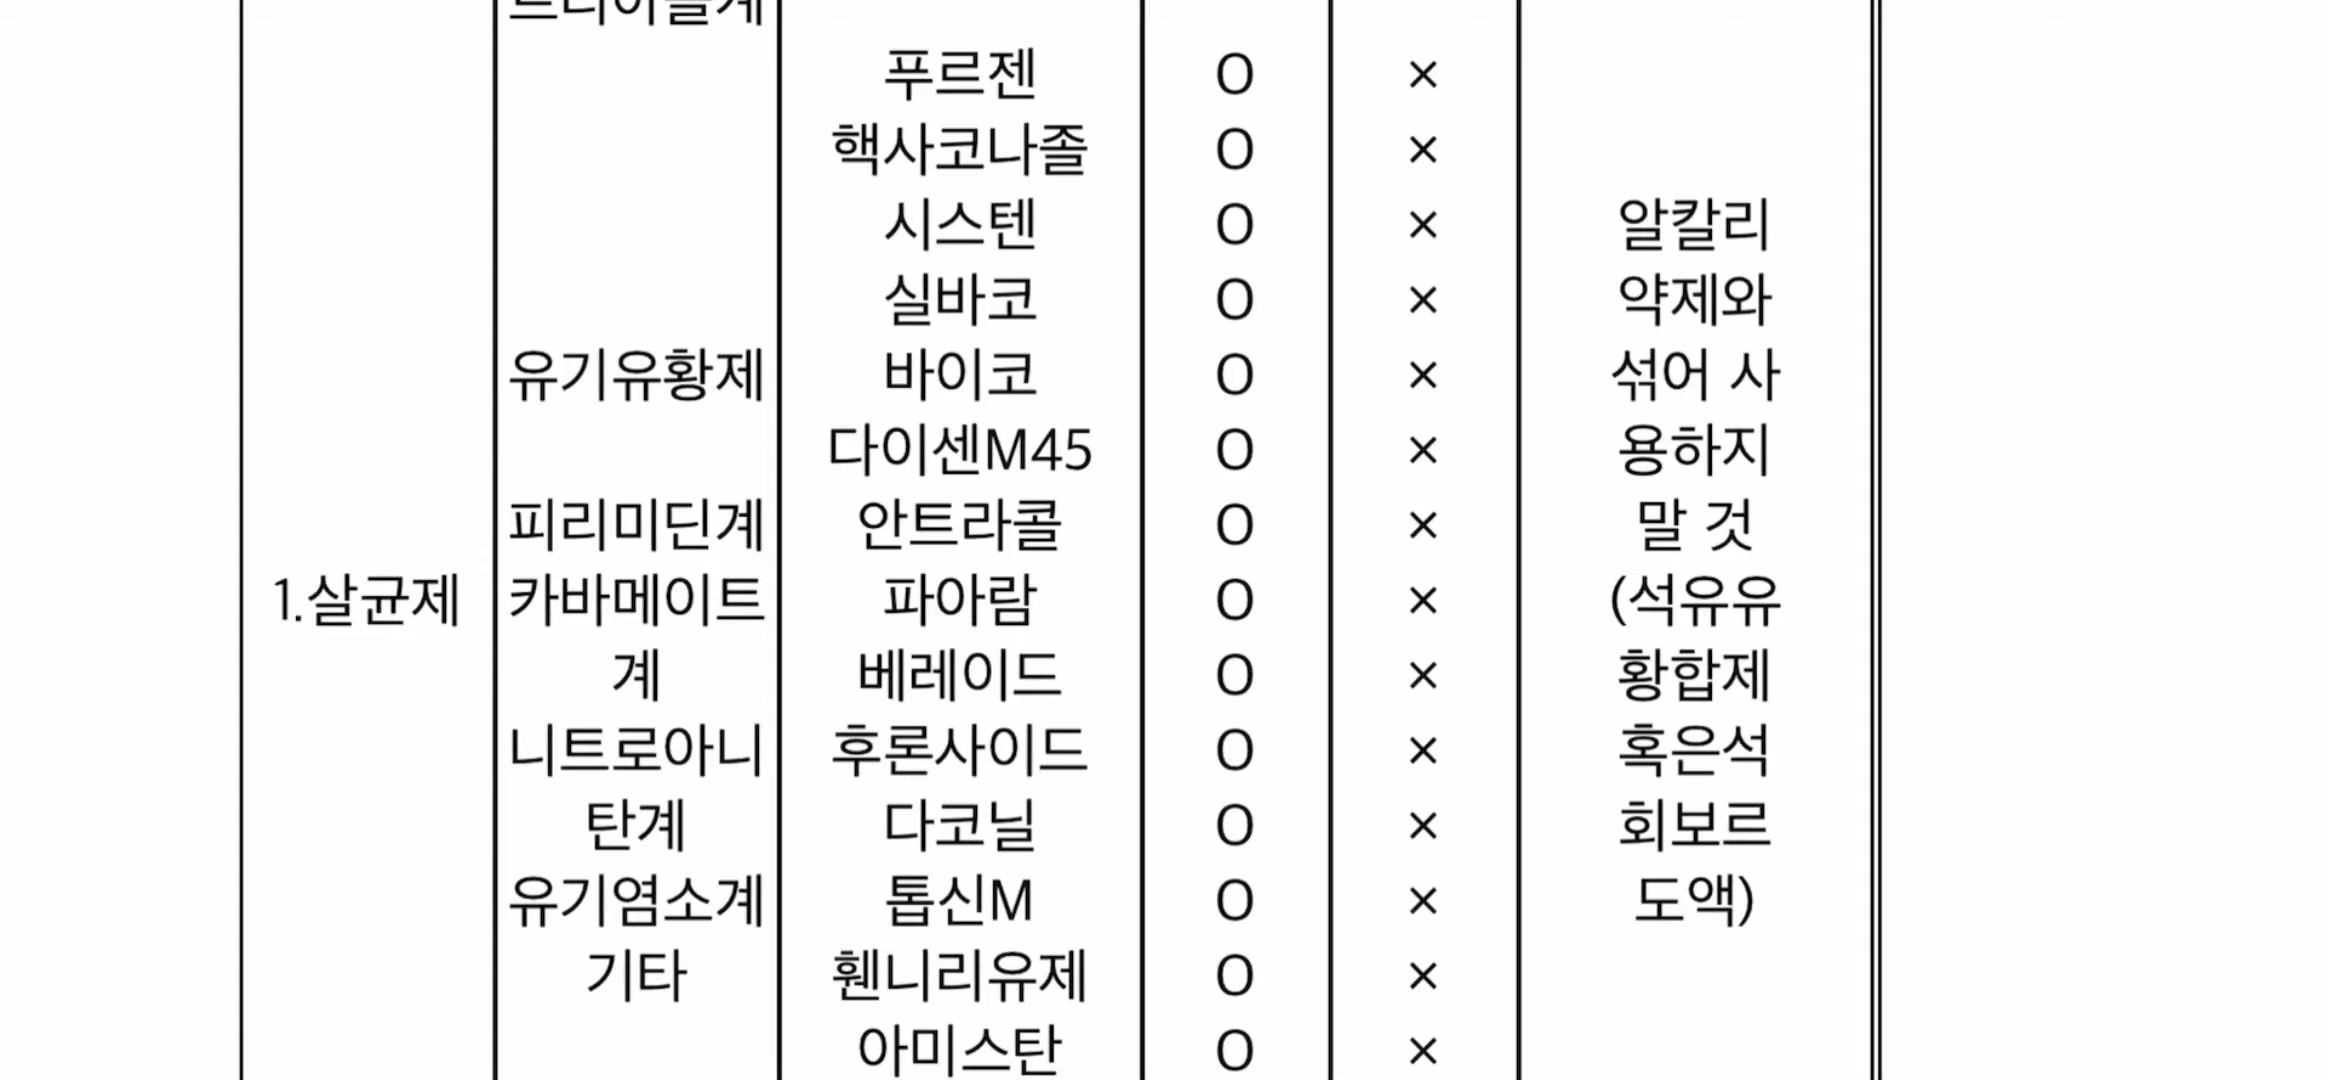 푸르젠 O ×
핵사코나졸 O ×
시스텐 O × 알칼리
실바코 O × 약제와
유기유황제 바이코 O × 섞어 사
다이센M45 O × 용하지
피리미딘계 안트라콜 O × 말 것
1.살균제 카바메이트 파아람 O × (석유유
계 베레이드 O × 황합제
니트로아니 후론사이드 O × 혹은석
탄계 다코닐 O × 회보르
유기염소계 톱신M O × 도액)
기타 휀니리유제 O ×
아미스탄 O ×